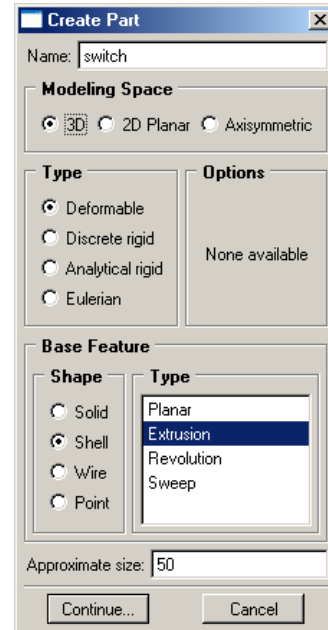 Create Part
Name: switch
Modeling Space
3D 2D Planar Axisymmetric
Type
Deformable
Discrete rigid
Analytical rigid
Eulerian
Options
None available
Base Feature
Shape
Solid
Shell
Wire
Point
Type
Planar
Extrusion
Revolution
Sweep
Approximate size: 50
Continue... Cancel